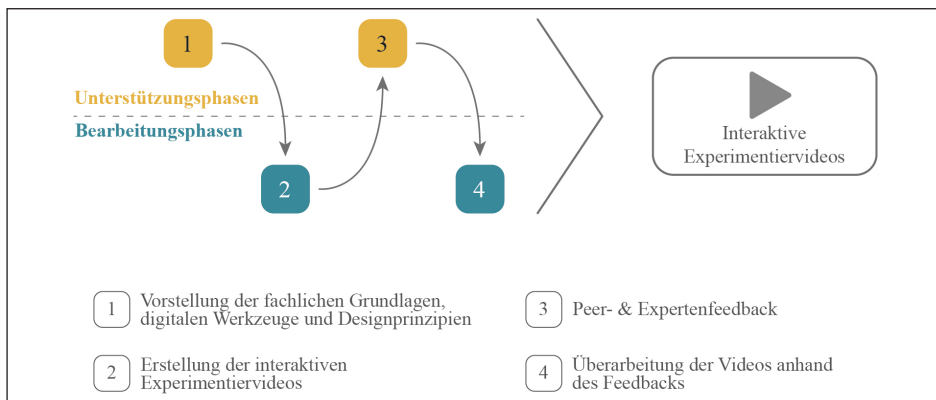 1
3
Unterstützungsphasen
Bearbeitungsphasen
2
4
Interaktive
Experimentiervideos
1
Vorstellung der fachlichen Grundlagen,
digitalen Werkzeuge und Designprinzipien
2
Erstellung der interaktiven
Experimentiervideos
3
Peer- & Expertenfeedback
4
Überarbeitung der Videos anhand
des Feedbacks